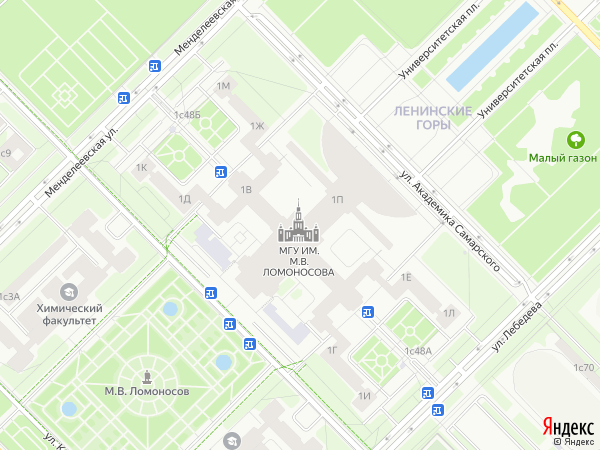 Менделеевская
Университетская пл.
Университетская пл.
1М
1с48Б
1Ж
ЛЕНИНСКИЕ
ГОРЫ
Малый газон
Менделеевская ул.
с9
1К
1В
1Д
1П
ул. Академика Самарского
МГУ ИМ.
М.В.
ЛОМОНОСОВА
1Е
1с3А
Химический
факультет
1Л
ул. Лебедева
1Г
1с48А
1с70
М.В. Ломоносов
1И
ул. К
Яндекс
© Яндекс